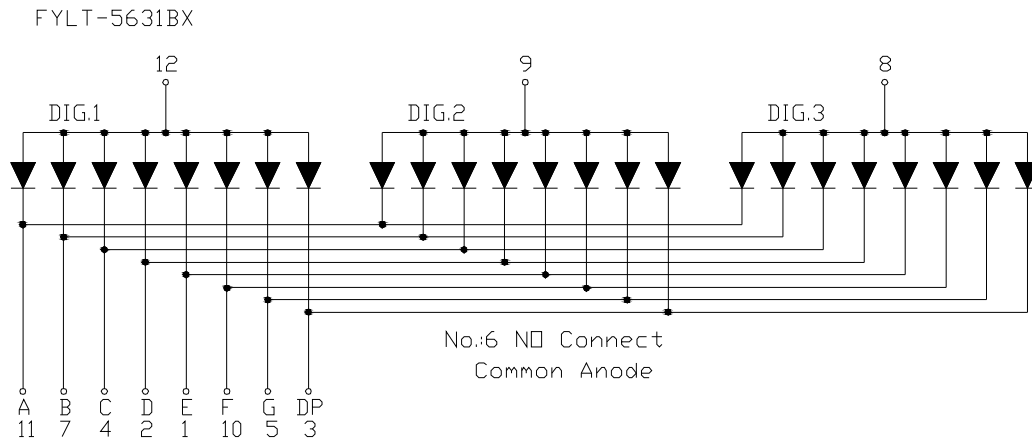 FYLT-5631BX
12 9 8
DIG.1 DIG.2 DIG.3
No.:6 NO Connect
Common Anode
A B C D E F G DP
11 7 4 2 1 10 5 3